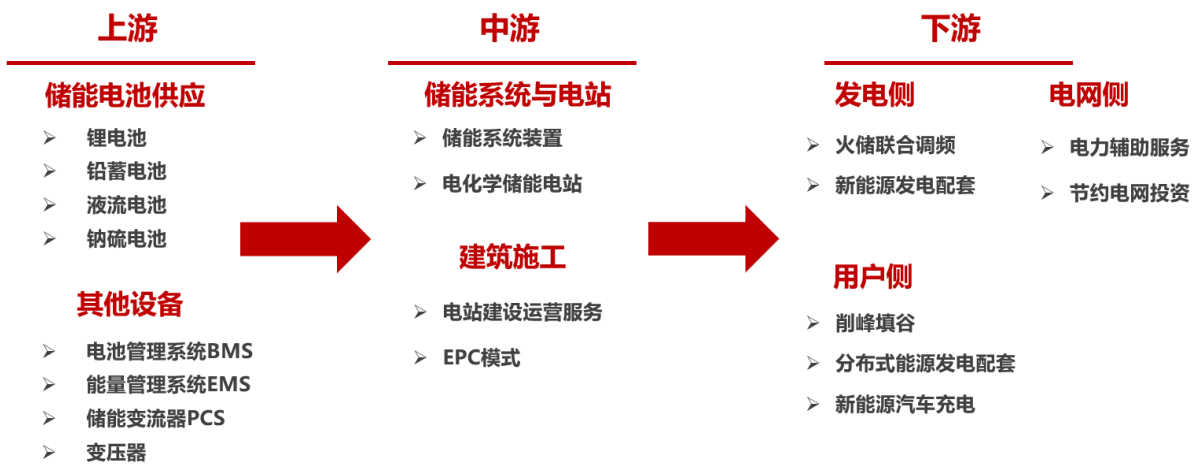 上游
储能电池供应
锂电池
铅蓄电池
液流电池
钠硫电池
其他设备
电池管理系统BMS
能量管理系统EMS
储能变流器PCS
变压器
中游
储能系统与电站
储能系统装置
电化学储能电站
建筑施工
电站建设运营服务
EPC模式
下游
发电侧
火储联合调频
新能源发电配套
电网侧
电力辅助服务
节约电网投资
用户侧
削峰填谷
分布式能源发电配套
新能源汽车充电